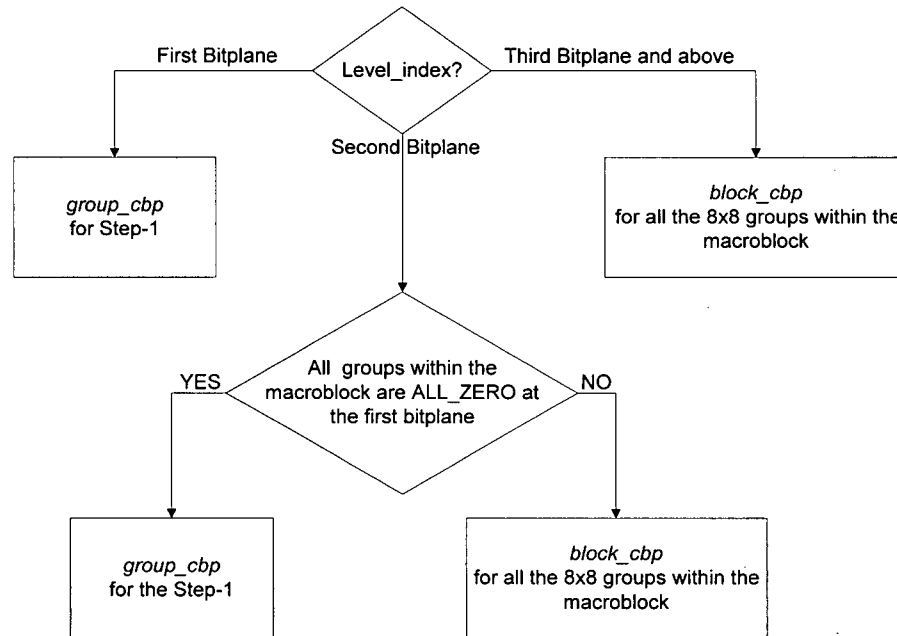 First Bitplane
Level_index?
Third Bitplane and above
Second Bitplane
group_cbp
for Step-1
block_cbp
for all the 8x8 groups within the
macroblock
All groups within the
macroblock are ALL_ZERO at
the first bitplane
YES
NO
group_cbp
for the Step-1
block_cbp
for all the 8x8 groups within the
macroblock